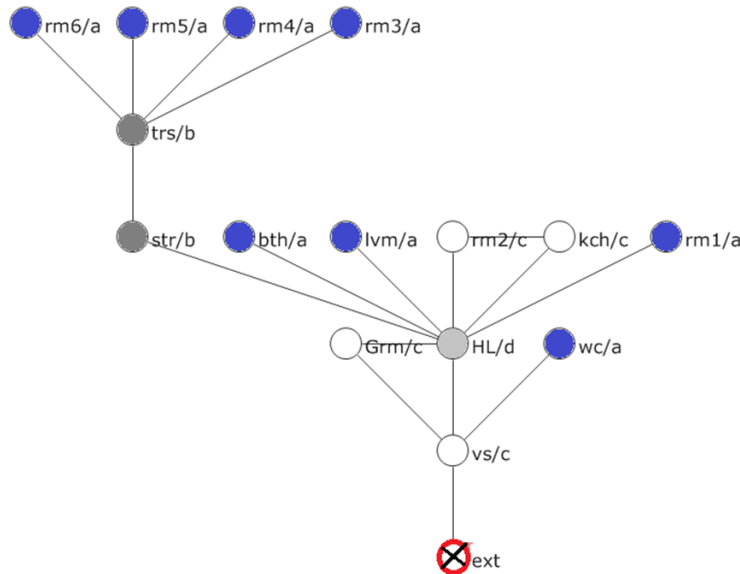 rm6/a rm5/a rm4/a rm3/a
trs/b
str/b bth/a lvm/a rm2/c kch/c rm1/a
Grm/c HL/d wc/a
vs/c
ext